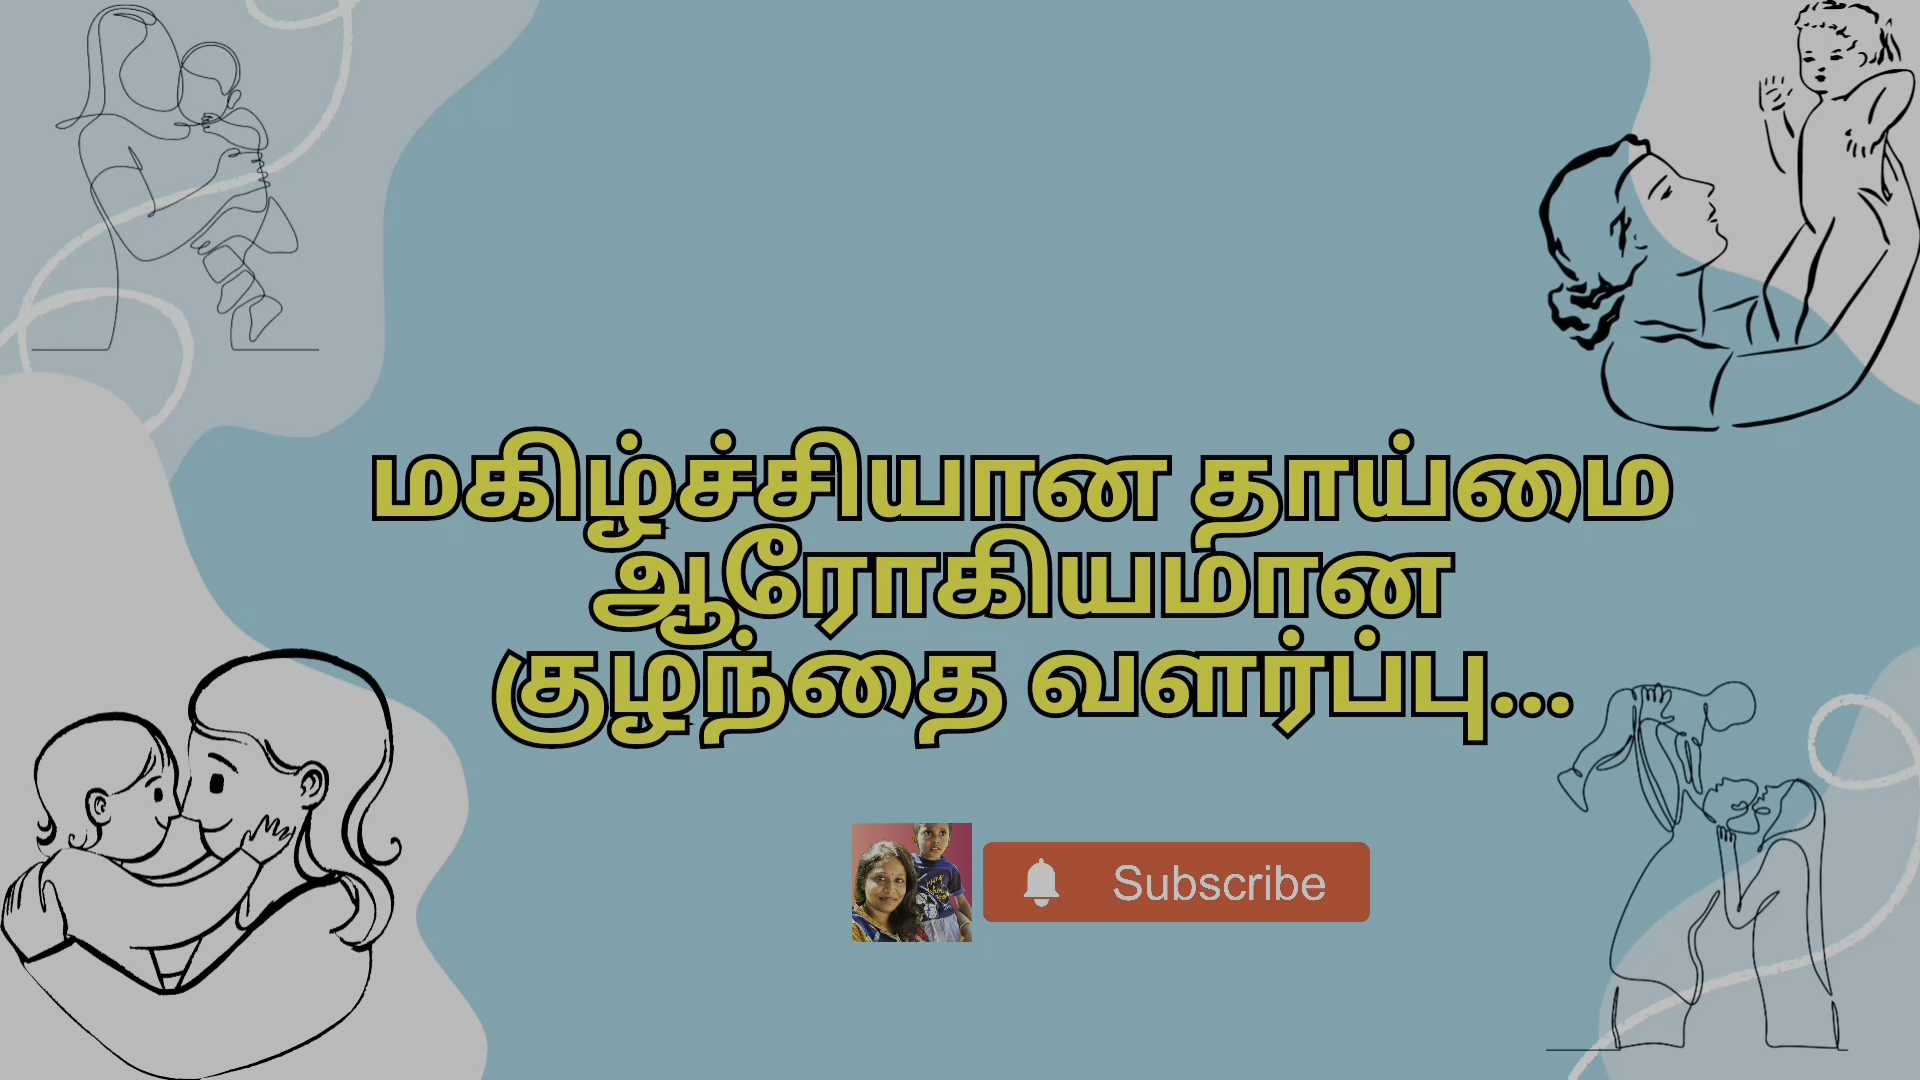 மகிழ்ச்சியான தாய்மை
ஆரோகியமான
குழந்தை வளர்ப்பு...
Subscribe